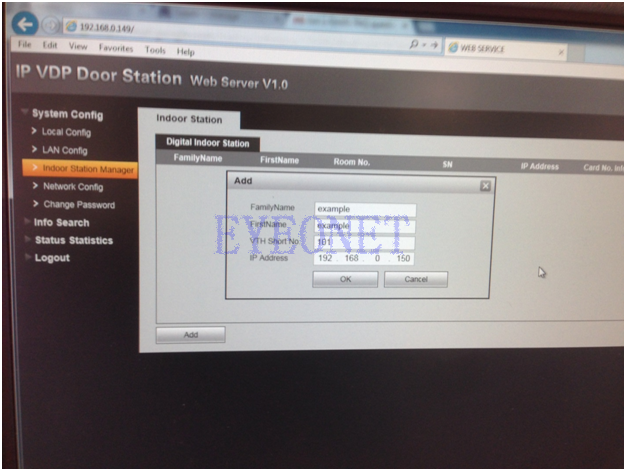 192.168.0.149/
WEB SERVICE
File Edit View Favorites Tools Help
IP VDP Door Station Web Server V1.0
System Config
Local Config
LAN Config
Indoor Station Manager
Network Config
Change Password
Info Search
Status Statistics
Logout
Indoor Station
Digital Indoor Station
FamilyName FirstName Room No. SN IP Address Card No. Inf
Add
FamilyName example
FirstName example
VTH Short No. 101
IP Address 192 . 168 . 0 . 150
OK Cancel
Add
EYEONET